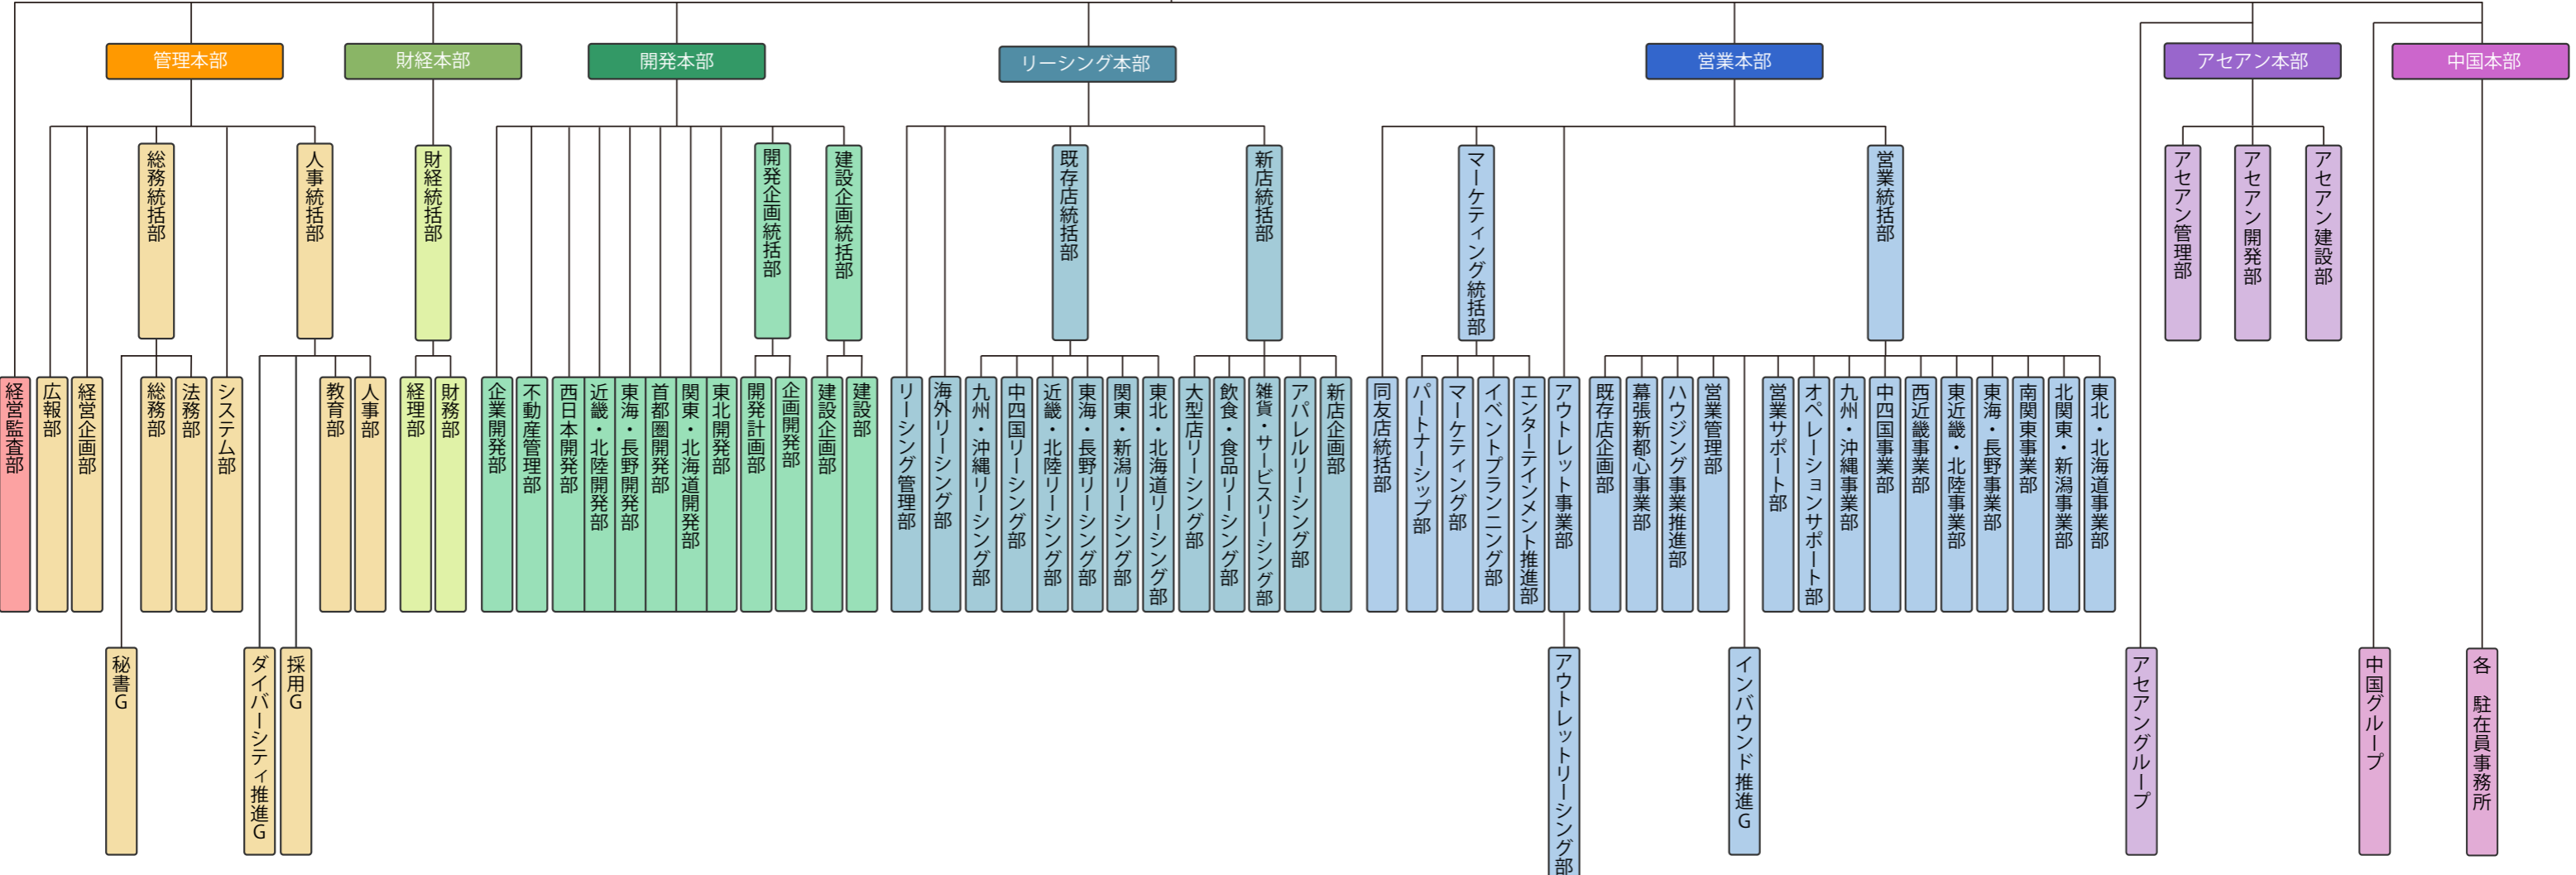 管理本部
財経本部
開発本部
リーシング本部
営業本部
アセアン本部
中国本部
総務統括部
人事統括部
財経統括部
開発企画統括部
建設企画統括部
既存店統括部
新店統括部
マーケティング統括部
営業統括部
アセアン管理部
アセアン開発部
アセアン建設部
経営監査部
広報部
経営企画部
総務部
法務部
システム部
教育部
人事部
経理部
財務部
企業開発部
不動産管理部
西日本開発部
近畿・北陸開発部
東海・長野開発部
首都圏開発部
関東・北海道開発部
東北開発部
開発計画部
企画開発部
建設企画部
建設部
リーシング管理部
海外リーシング部
九州・沖縄リーシング部
中四国リーシング部
近畿・北陸リーシング部
東海・長野リーシング部
関東・新潟リーシング部
東北・北海道リーシング部
大型店リーシング部
飲食・食品リーシング部
雑貨・サービスリーシング部
アパレルリーシング部
新店企画部
同友店統括部
パートナーシップ部
マーケティング部
イベントプランニング部
エンターテインメント推進部
アウトレット事業部
既存店企画部
幕張新都心事業部
ハウジング事業推進部
営業管理部
営業サポート部
オペレーションサポート部
九州・沖縄事業部
中四国事業部
西近畿事業部
東近畿・北陸事業部
東海・長野事業部
南関東事業部
北関東・新潟事業部
東北・北海道事業部
秘書G
ダイバーシティ推進G
採用G
アウトレットリーシング部
インバウンド推進G
アセアングループ
中国グループ
各 駐在員事務所